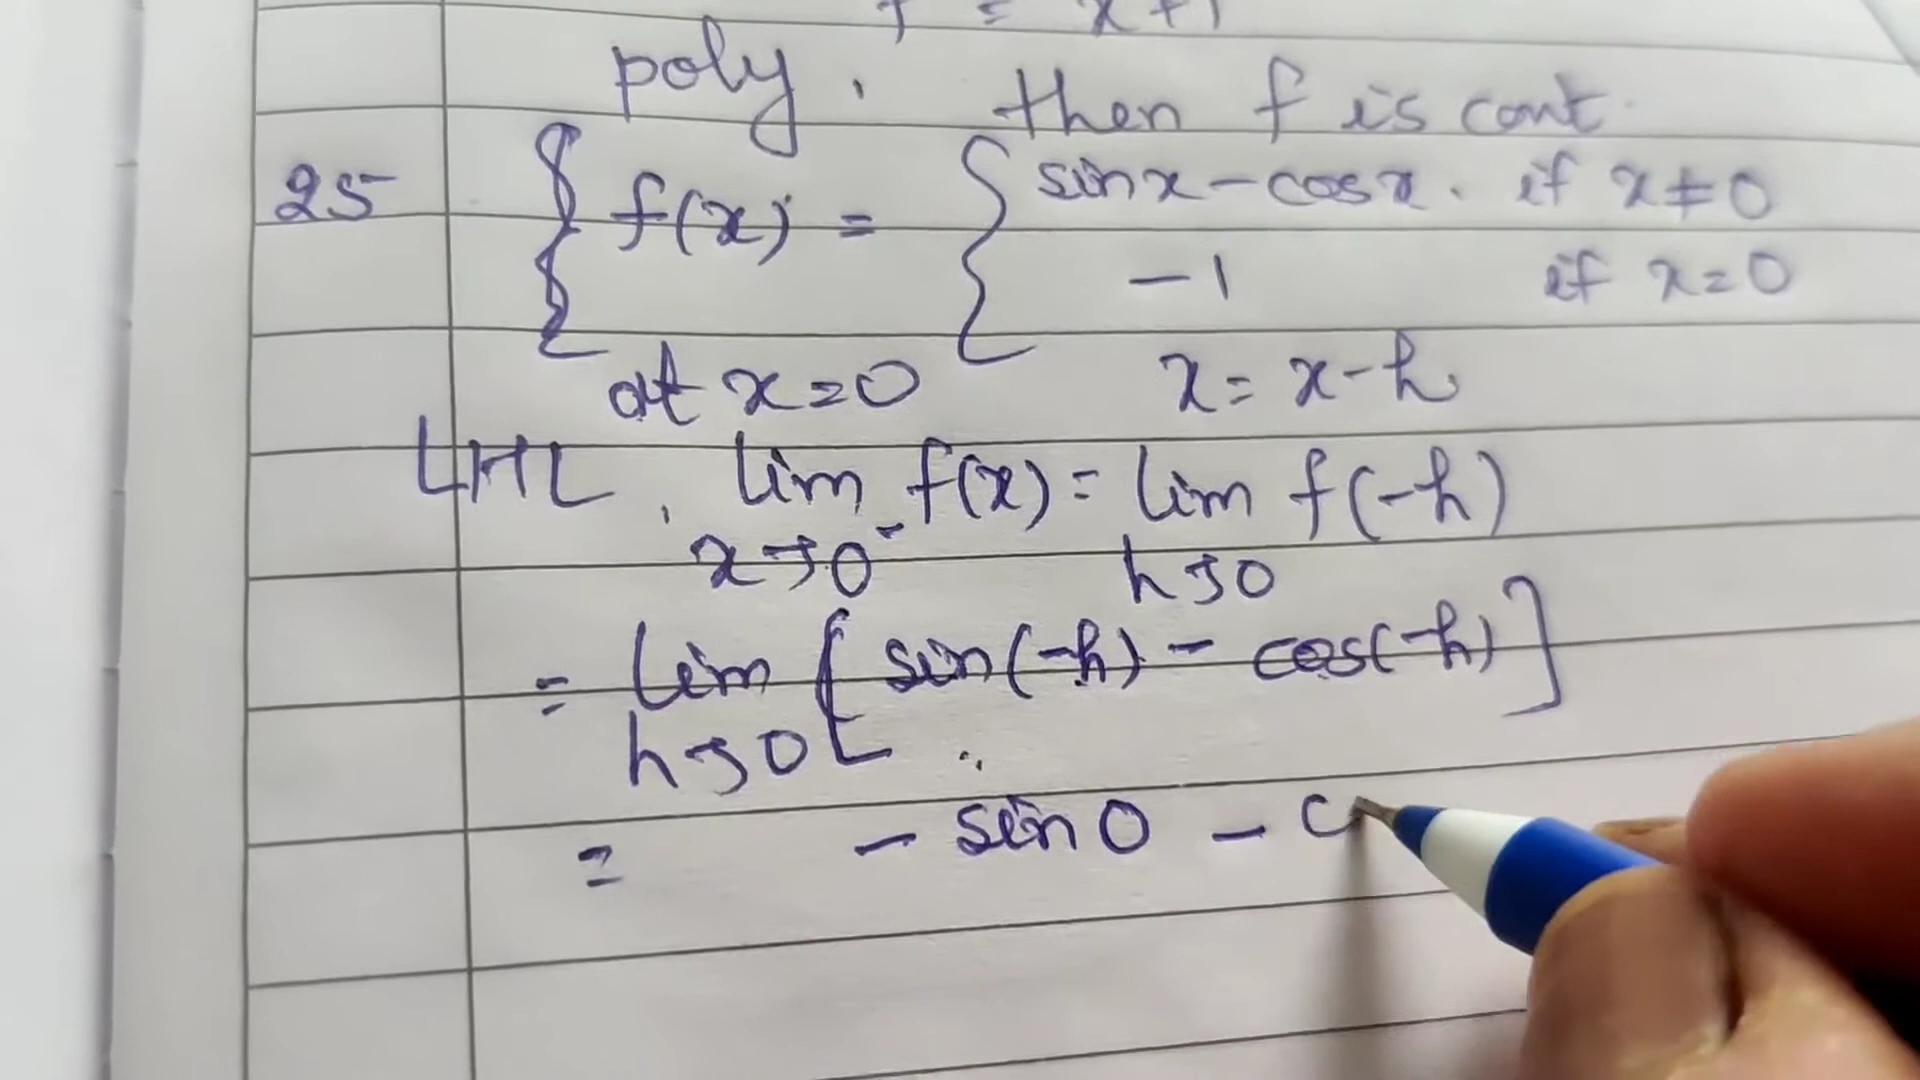 = x+1
poly. then f is cont.
25 f(x) = { sinx - cosx. if x≠0
-1 if x=0
at x=0 x = x-h
LHL, lim f(x) = lim f(-h)
x→0⁻ h→0
= lim [ sin(-h) - cos(-h) ]
h→0
= - sin 0 - c